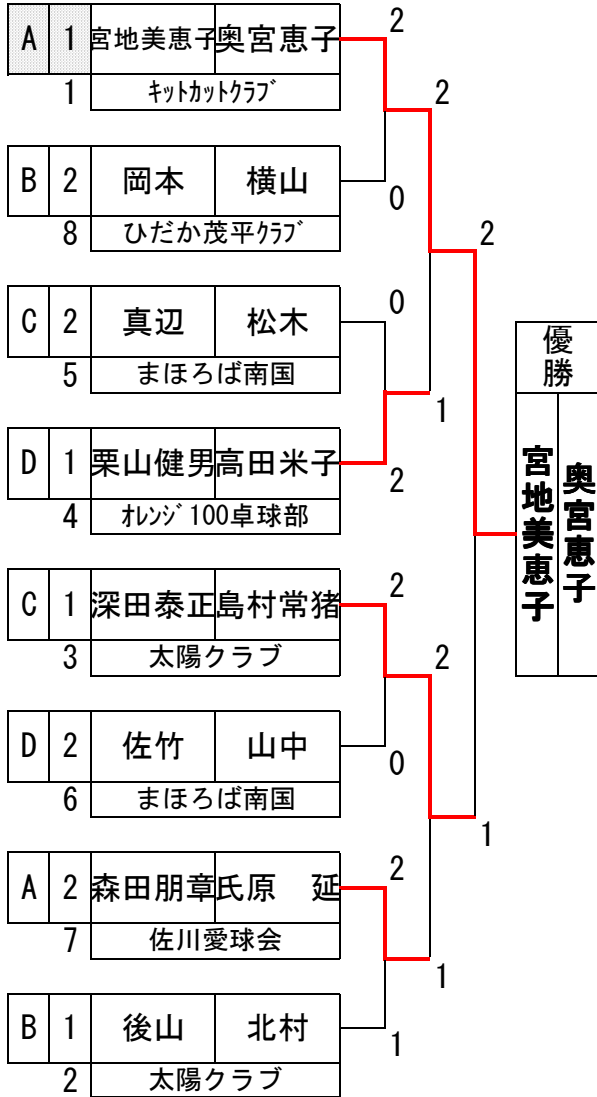 A 1 宮地美恵子 奥宮恵子 2
1 キットカットクラブ 2
B 2 岡本 横山 0
8 ひだか茂平クラブ 2
C 2 真辺 松木 0
5 まほろば南国 1
D 1 栗山健男 高田米子 2
4 オレンジ100卓球部
C 1 深田泰正 島村常猪 2
3 太陽クラブ 2
D 2 佐竹 山中 0
6 まほろば南国 1
A 2 森田朋章 氏原 延 2
7 佐川愛球会 1
B 1 後山 北村 1
2 太陽クラブ
優勝
宮地美恵子
奥宮恵子